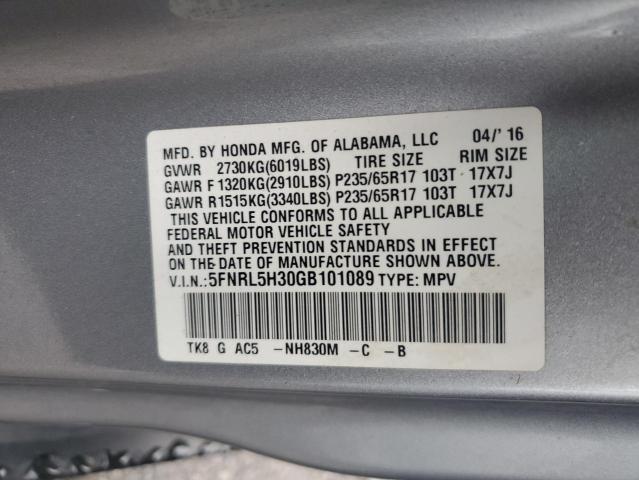 MFD. BY HONDA MFG. OF ALABAMA, LLC 04/'16
GVWR 2730KG(6019LBS) TIRE SIZE RIM SIZE
GAWR F 1320KG(2910LBS) P235/65R17 103T 17X7J
GAWR R1515KG(3340LBS) P235/65R17 103T 17X7J
THIS VEHICLE CONFORMS TO ALL APPLICABLE
FEDERAL MOTOR VEHICLE SAFETY
AND THEFT PREVENTION STANDARDS IN EFFECT
ON THE DATE OF MANUFACTURE SHOWN ABOVE.
V.I.N.:5FNRL5H30GB101089 TYPE: MPV
TK8 G AC5 -NH830M -C -B